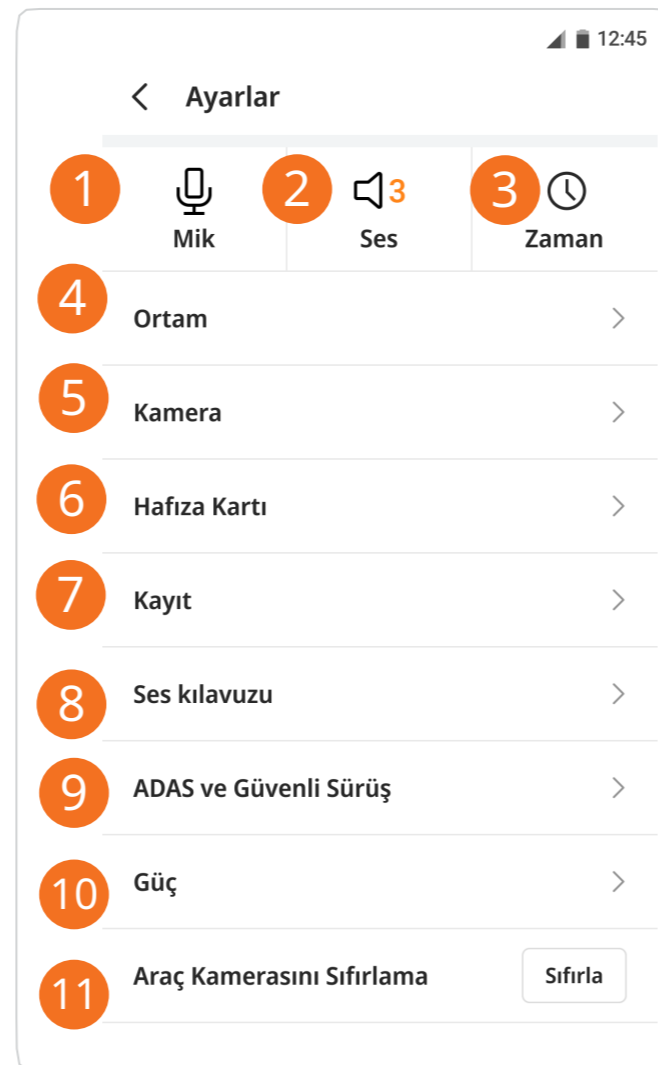 12:45
Ayarlar
1 2 3 3
Mik Ses Zaman
4 Ortam
5 Kamera
6 Hafıza Kartı
7 Kayıt
8 Ses kılavuzu
9 ADAS ve Güvenli Sürüş
10 Güç
11 Araç Kamerasını Sıfırlama Sıfırla